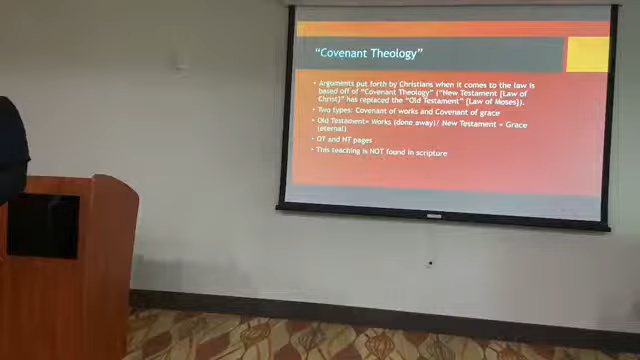 “Covenant Theology”
• Arguments put forth by Christians when it comes to the law is
based off of “Covenant Theology” (“New Testament [Law of
Christ]” has replaced the “Old Testament” [Law of Moses]).
• Two types: Covenant of works and Covenant of grace
• Old Testament= Works (done away)/ New Testament = Grace
(eternal)
• OT and NT pages
• This teaching is NOT found in scripture